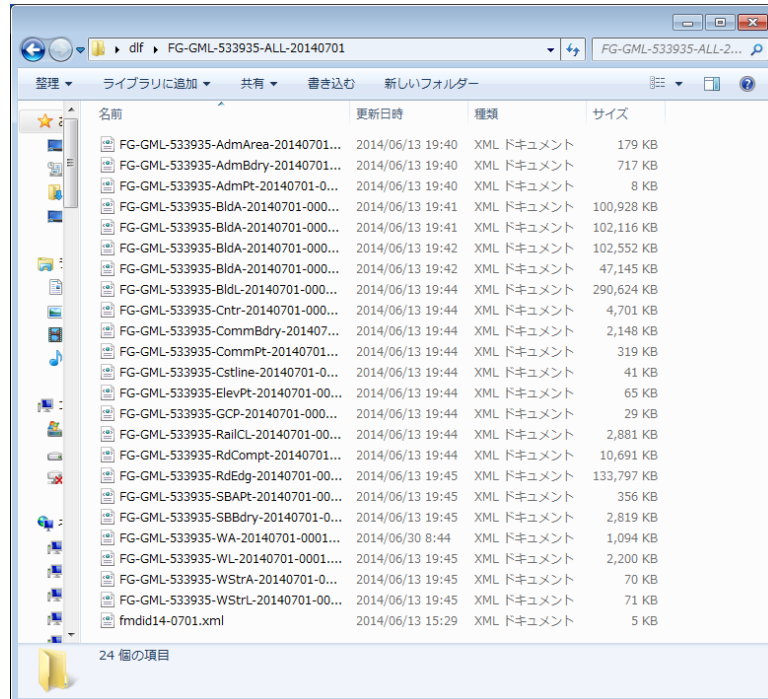 dlf ▸ FG-GML-533935-ALL-20140701
FG-GML-533935-ALL-2...
整理 ライブラリに追加 共有 書き込む 新しいフォルダー
名前 更新日時 種類 サイズ
FG-GML-533935-AdmArea-20140701... 2014/06/13 19:40 XML ドキュメント 179 KB
FG-GML-533935-AdmBdry-20140701... 2014/06/13 19:40 XML ドキュメント 717 KB
FG-GML-533935-AdmPt-20140701-0... 2014/06/13 19:40 XML ドキュメント 8 KB
FG-GML-533935-BldA-20140701-000... 2014/06/13 19:41 XML ドキュメント 100,928 KB
FG-GML-533935-BldA-20140701-000... 2014/06/13 19:41 XML ドキュメント 102,116 KB
FG-GML-533935-BldA-20140701-000... 2014/06/13 19:42 XML ドキュメント 102,552 KB
FG-GML-533935-BldA-20140701-000... 2014/06/13 19:42 XML ドキュメント 47,145 KB
FG-GML-533935-BldL-20140701-000... 2014/06/13 19:44 XML ドキュメント 290,624 KB
FG-GML-533935-Cntr-20140701-000... 2014/06/13 19:44 XML ドキュメント 4,701 KB
FG-GML-533935-CommBdry-201407... 2014/06/13 19:44 XML ドキュメント 2,148 KB
FG-GML-533935-CommPt-20140701... 2014/06/13 19:44 XML ドキュメント 319 KB
FG-GML-533935-Cstline-20140701-0... 2014/06/13 19:44 XML ドキュメント 41 KB
FG-GML-533935-ElevPt-20140701-00... 2014/06/13 19:44 XML ドキュメント 65 KB
FG-GML-533935-GCP-20140701-000... 2014/06/13 19:44 XML ドキュメント 29 KB
FG-GML-533935-RailCL-20140701-00... 2014/06/13 19:44 XML ドキュメント 2,881 KB
FG-GML-533935-RdCompt-20140701... 2014/06/13 19:44 XML ドキュメント 10,691 KB
FG-GML-533935-RdEdg-20140701-00... 2014/06/13 19:45 XML ドキュメント 133,797 KB
FG-GML-533935-SBAPt-20140701-00... 2014/06/13 19:45 XML ドキュメント 356 KB
FG-GML-533935-SBBdry-20140701-0... 2014/06/13 19:45 XML ドキュメント 2,819 KB
FG-GML-533935-WA-20140701-0001... 2014/06/30 8:44 XML ドキュメント 1,094 KB
FG-GML-533935-WL-20140701-0001.... 2014/06/13 19:45 XML ドキュメント 2,200 KB
FG-GML-533935-WStrA-20140701-0... 2014/06/13 19:45 XML ドキュメント 70 KB
FG-GML-533935-WStrL-20140701-00... 2014/06/13 19:45 XML ドキュメント 71 KB
fmdid14-0701.xml 2014/06/13 15:29 XML ドキュメント 5 KB
24 個の項目